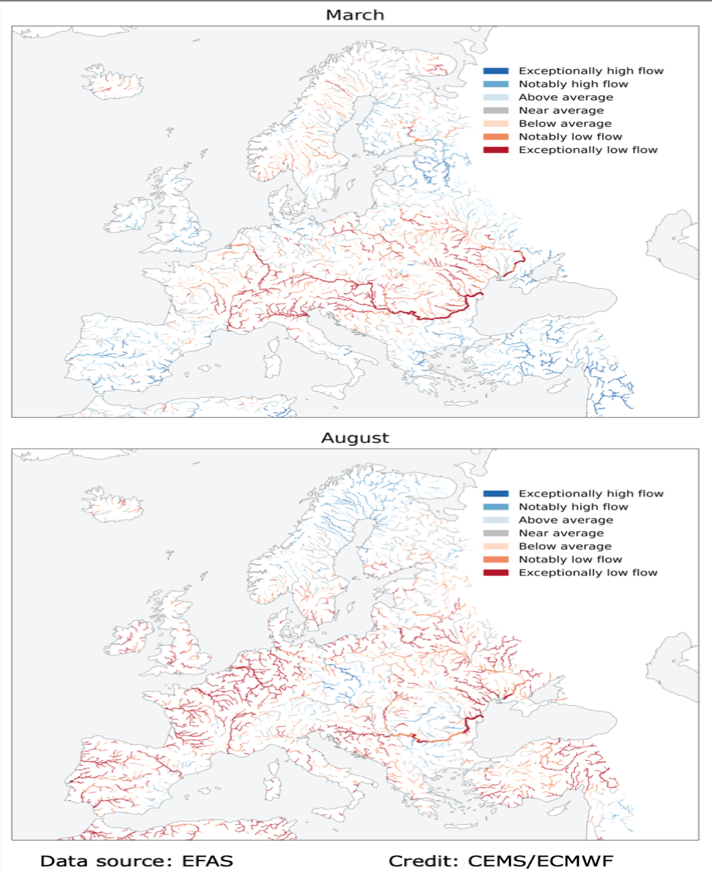 March
Exceptionally high flow
Notably high flow
Above average
Near average
Below average
Notably low flow
Exceptionally low flow
August
Exceptionally high flow
Notably high flow
Above average
Near average
Below average
Notably low flow
Exceptionally low flow
Data source: EFAS Credit: CEMS/ECMWF